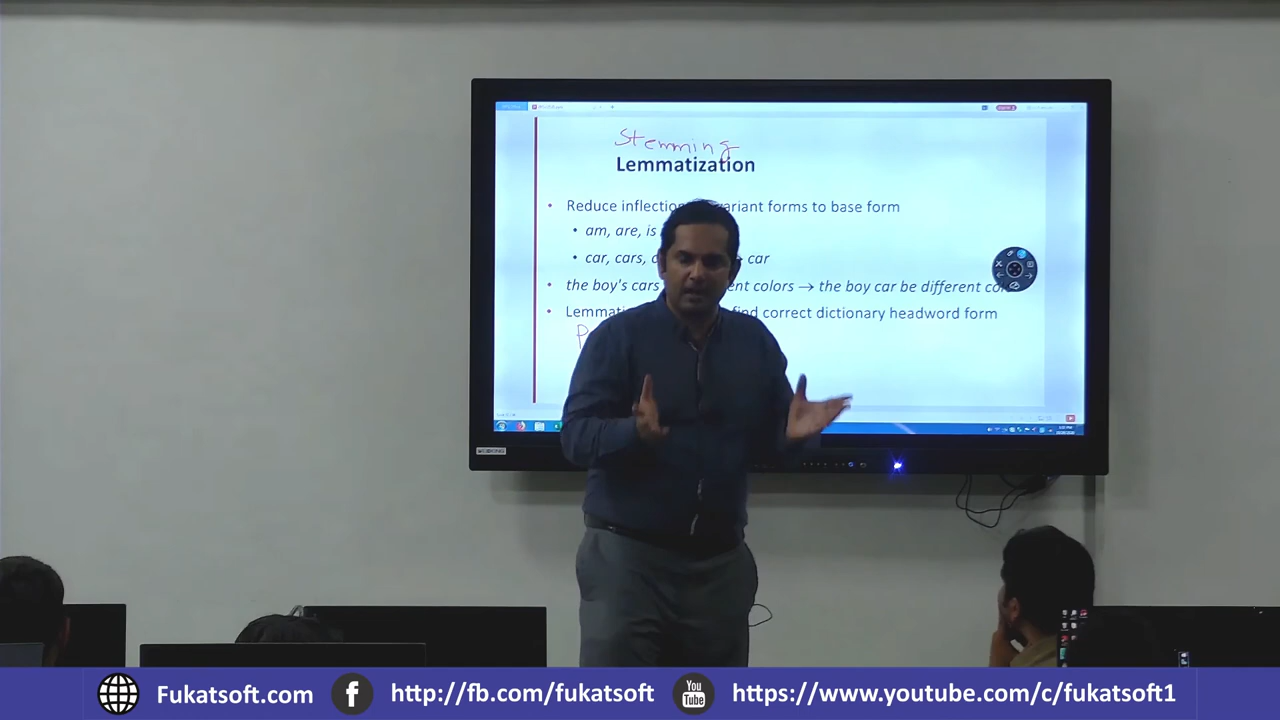 Stemming
Lemmatization
• Reduce inflection variant forms to base form
• am, are, is
• car, cars, car
• the boy's cars ent colors → the boy car be different co
• Lemmati find correct dictionary headword form
Fukatsoft.com http://fb.com/fukatsoft You Tube https://www.youtube.com/c/fukatsoft1